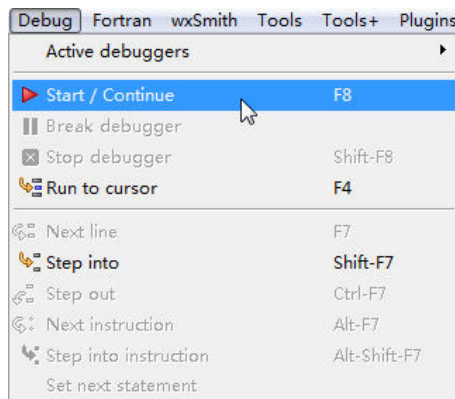 Debug Fortran wxSmith Tools Tools+ Plugins
Active debuggers
Start / Continue F8
Break debugger
Stop debugger Shift-F8
Run to cursor F4
Next line F7
Step into Shift-F7
Step out Ctrl-F7
Next instruction Alt-F7
Step into instruction Alt-Shift-F7
Set next statement